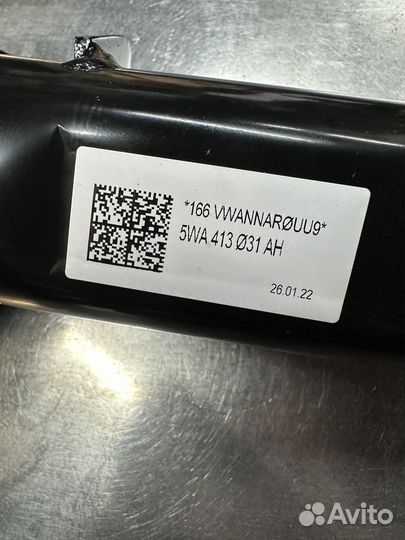 *166 VWANNARØUU9*
5WA 413 Ø31 AH
26.01.22
Avito